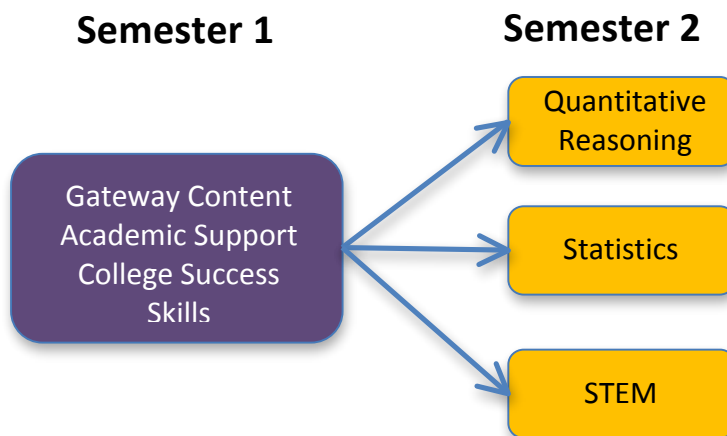 Semester 1
Semester 2
Gateway Content
Academic Support
College Success
Skills
Quantitative
Reasoning
Statistics
STEM